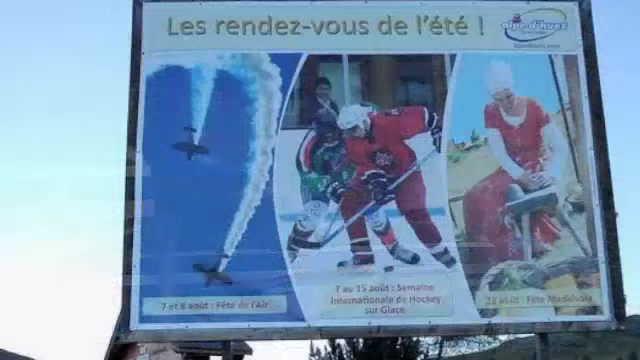 Les rendez-vous de l'été !
alpe d'huez
7 et 8 août : Fête de l'Air
7 au 15 août : Semaine
Internationale de Hockey
sur Glace
22 août : Fête Médiévale